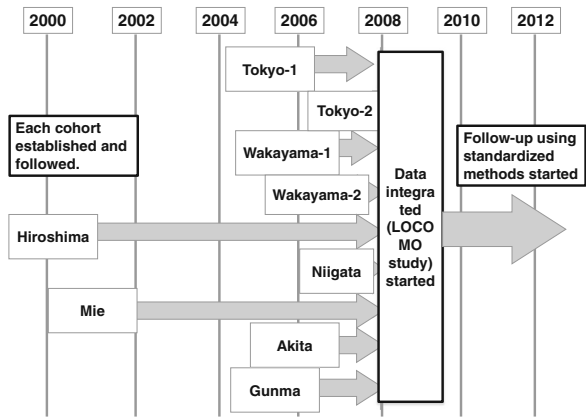 2000 2002 2004 2006 2008 2010 2012
Tokyo-1
Tokyo-2
Each cohort
established and
followed.
Wakayama-1
Wakayama-2
Hiroshima
Niigata
Mie
Akita
Gunma
Data
integra
ted
(LOCO
MO
study)
started
Follow-up using
standardized
methods started